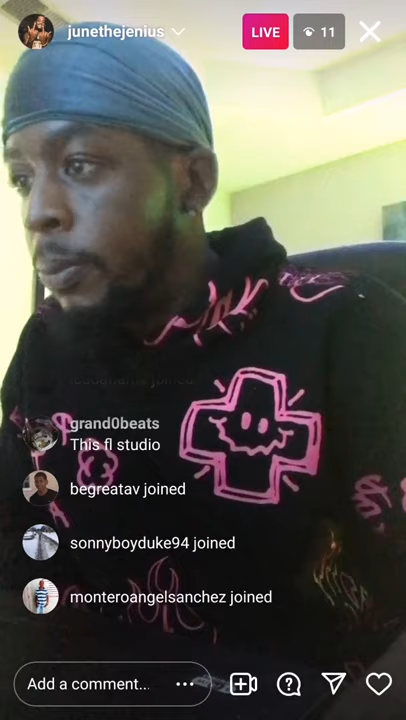 junethejenius
LIVE
11
grand0beats
This fl studio
begreatav joined
sonnyboyduke94 joined
monteroangelsanchez joined
Add a comment...